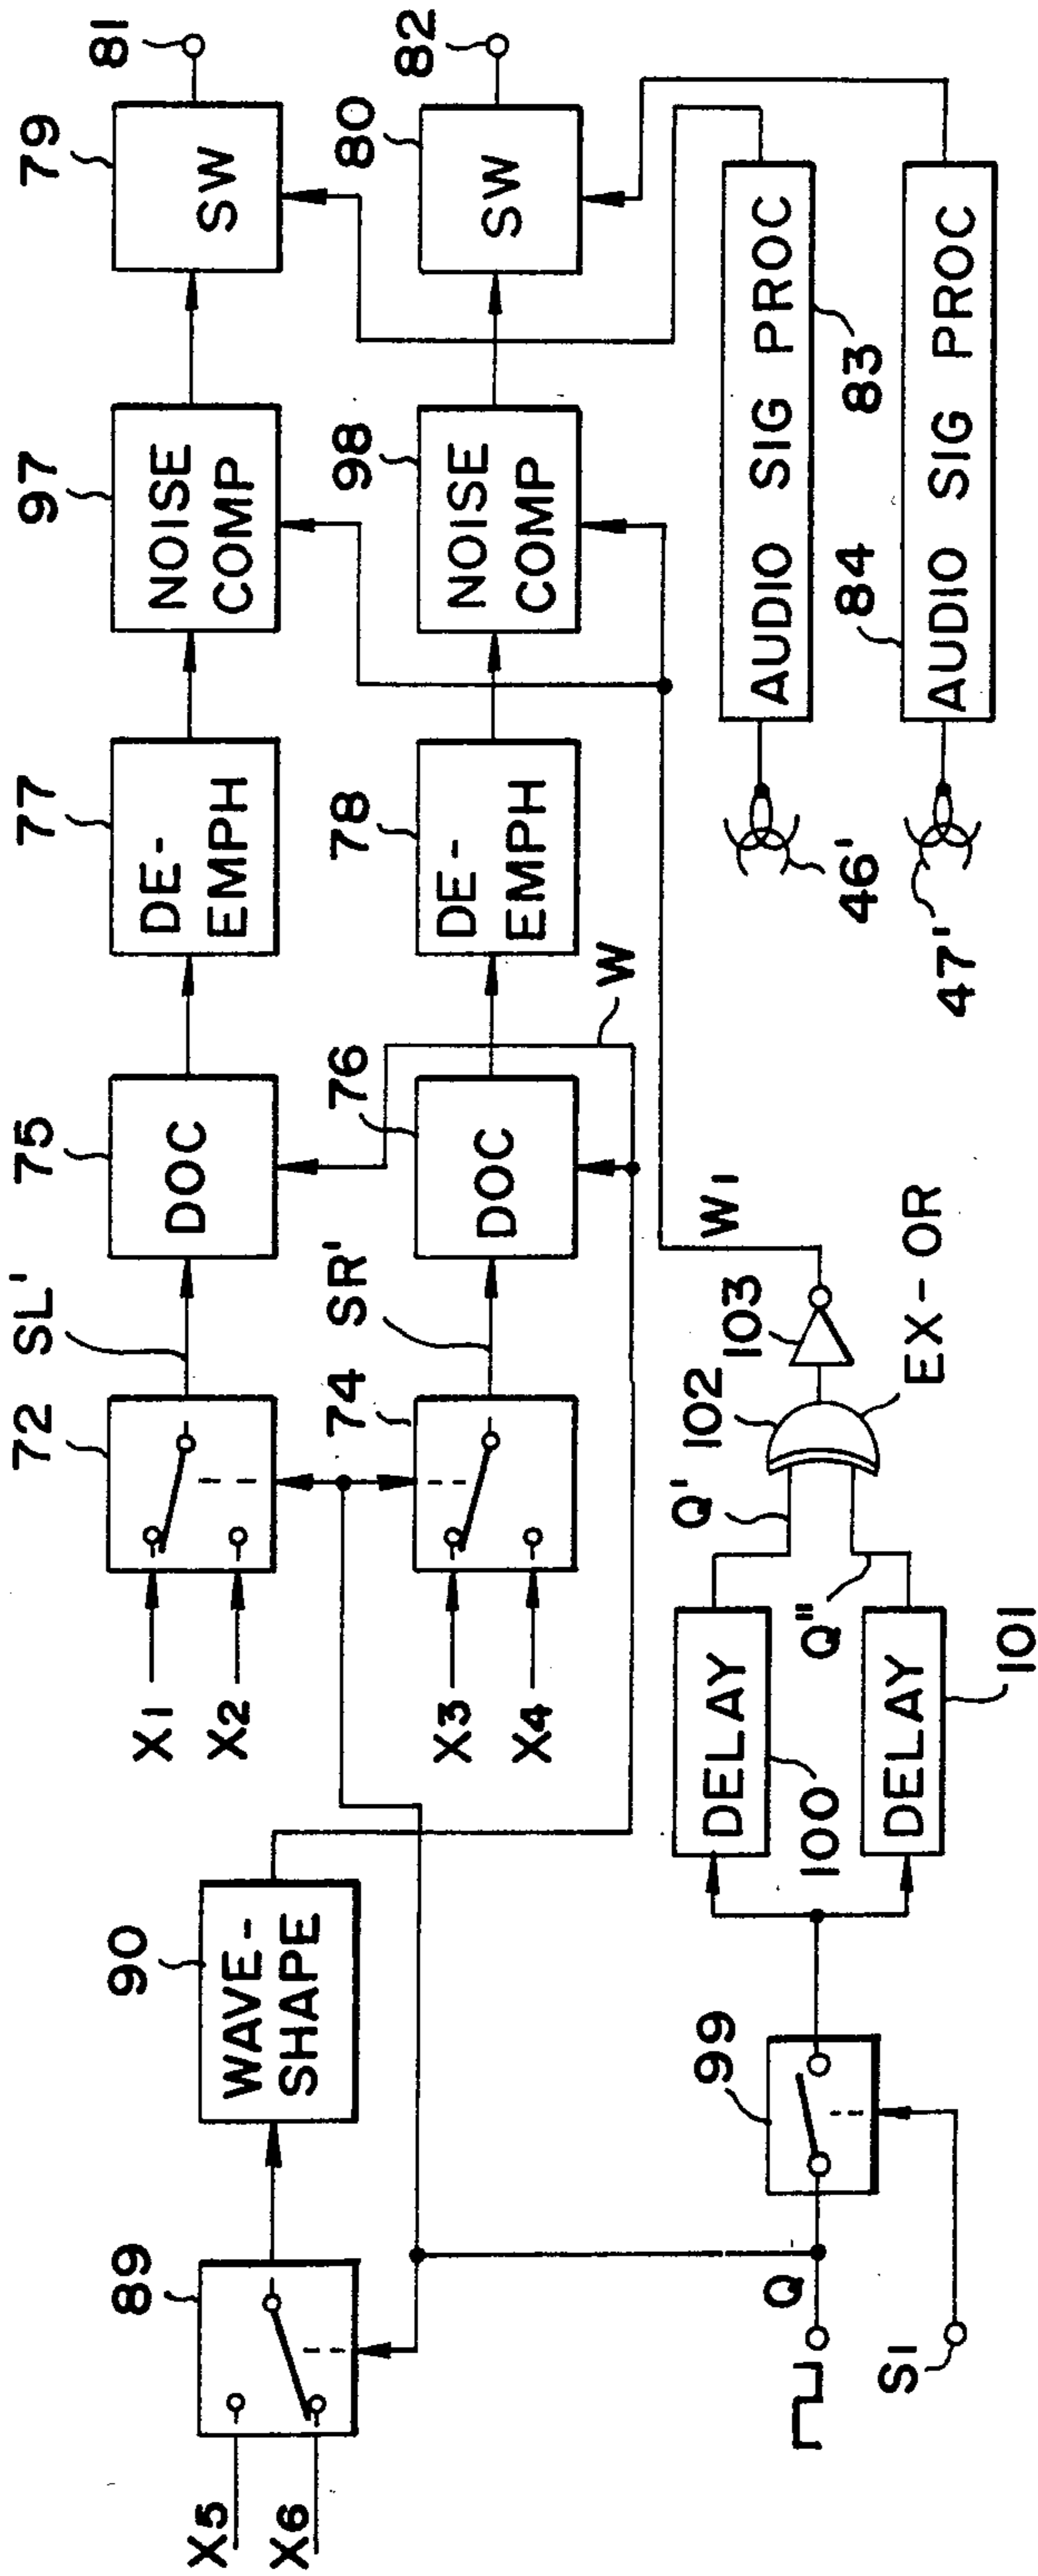 X5
X6
89
90
WAVE-
SHAPE
X1
X2
72
SL'
75
DOC
77
DE-
EMPH
97
NOISE
COMP
79
SW
81
X3
X4
74
SR'
76
DOC
W
78
DE-
EMPH
98
NOISE
COMP
80
SW
82
Q
S1
99
DELAY
100
DELAY
101
Q'
Q"
102
EX-OR
103
W1
46'
AUDIO SIG PROC
83
47'
84
AUDIO SIG PROC